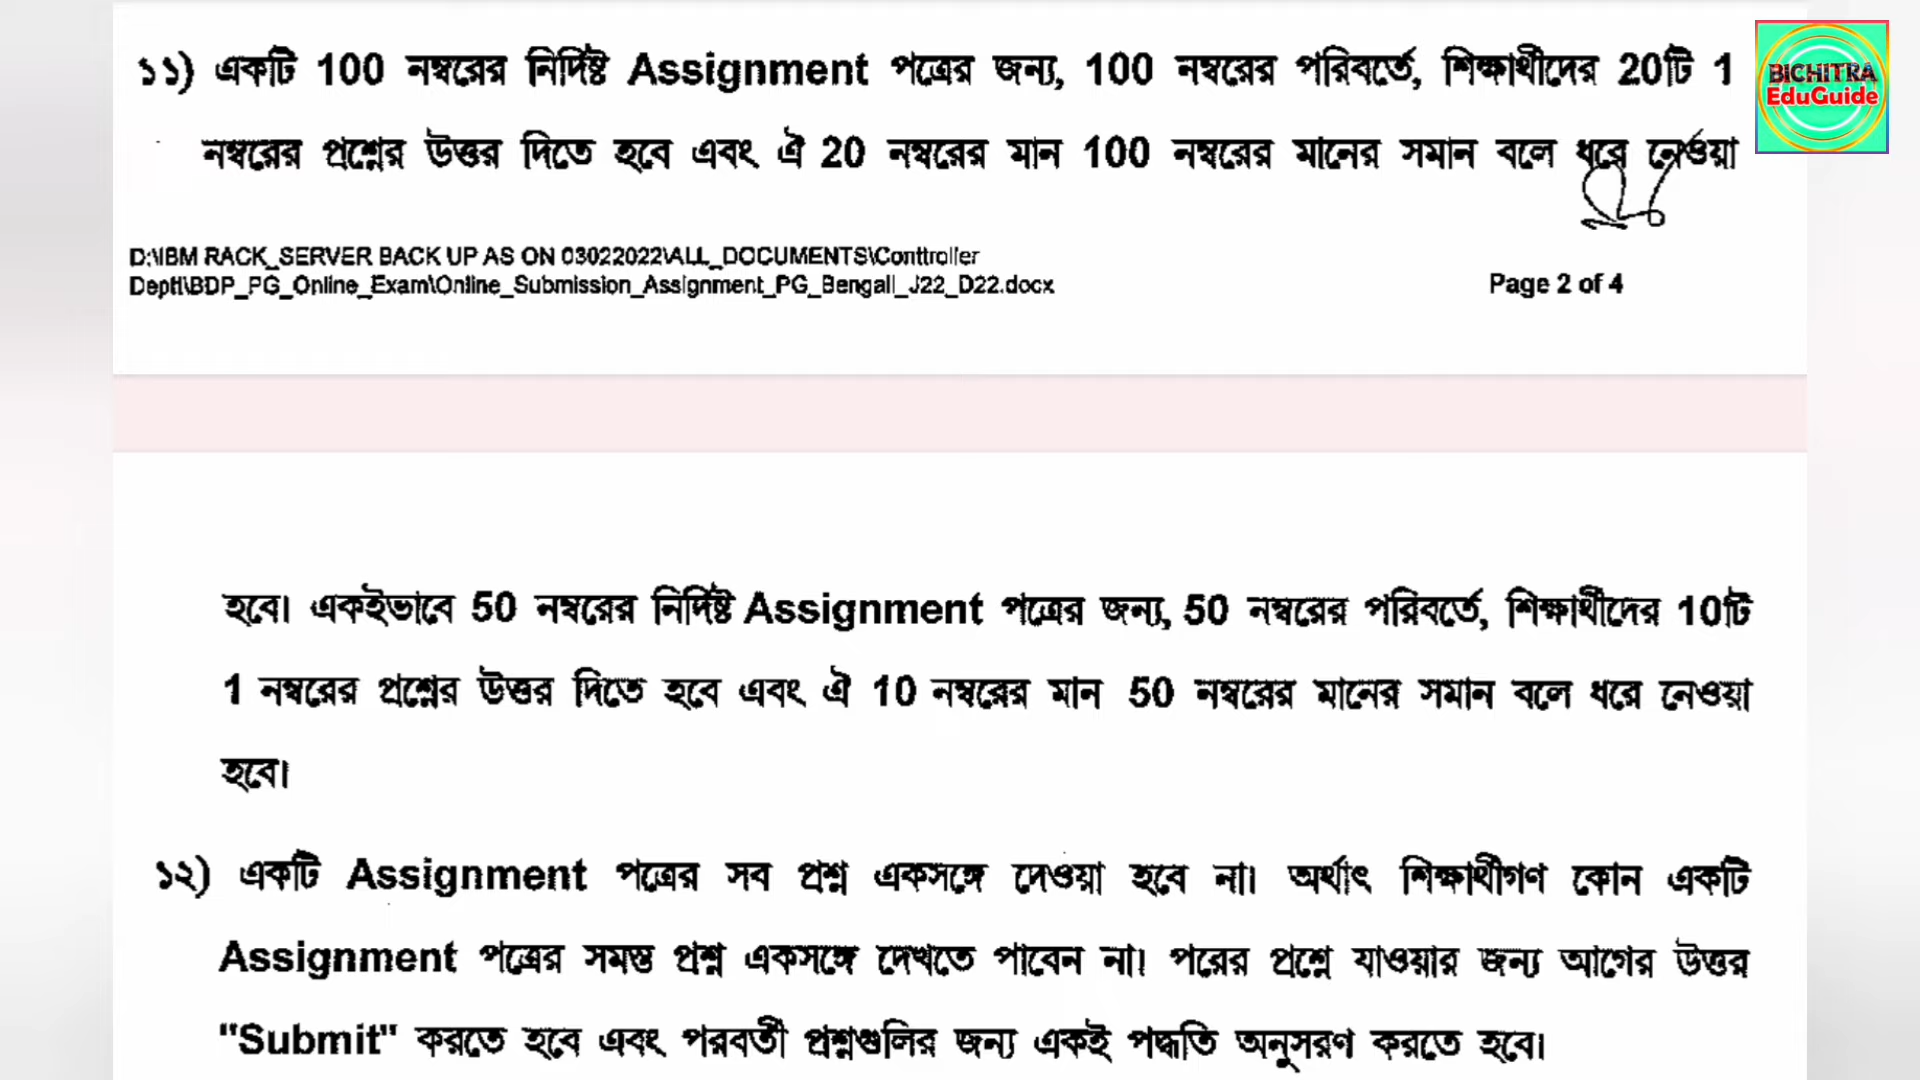 ১১) একটি 100 নম্বরের নির্দিষ্ট Assignment পত্রের জন্য, 100 নম্বরের পরিবর্তে, শিক্ষার্থীদের 20টি 1
নম্বরের প্রশ্নের উত্তর দিতে হবে এবং ঐ 20 নম্বরের মান 100 নম্বরের মানের সমান বলে ধরে নেওয়া
BICHITRA
EduGuide
D:\IBM RACK_SERVER BACK UP AS ON 03022022\ALL_DOCUMENTS\Conttroller
Deptt\BDP_PG_Online_Exam\Online_Submission_Assignment_PG_Bengali_J22_D22.docx
Page 2 of 4
হবে। একইভাবে 50 নম্বরের নির্দিষ্ট Assignment পত্রের জন্য, 50 নম্বরের পরিবর্তে, শিক্ষার্থীদের 10টি
1 নম্বরের প্রশ্নের উত্তর দিতে হবে এবং ঐ 10 নম্বরের মান 50 নম্বরের মানের সমান বলে ধরে নেওয়া
হবে।
১২) একটি Assignment পত্রের সব প্রশ্ন একসঙ্গে দেওয়া হবে না। অর্থাৎ শিক্ষার্থীগণ কোন একটি
Assignment পত্রের সমস্ত প্রশ্ন একসঙ্গে দেখতে পাবেন না। পরের প্রশ্নে যাওয়ার জন্য আগের উত্তর
"Submit" করতে হবে এবং পরবর্তী প্রশ্নগুলির জন্য একই পদ্ধতি অনুসরণ করতে হবে।